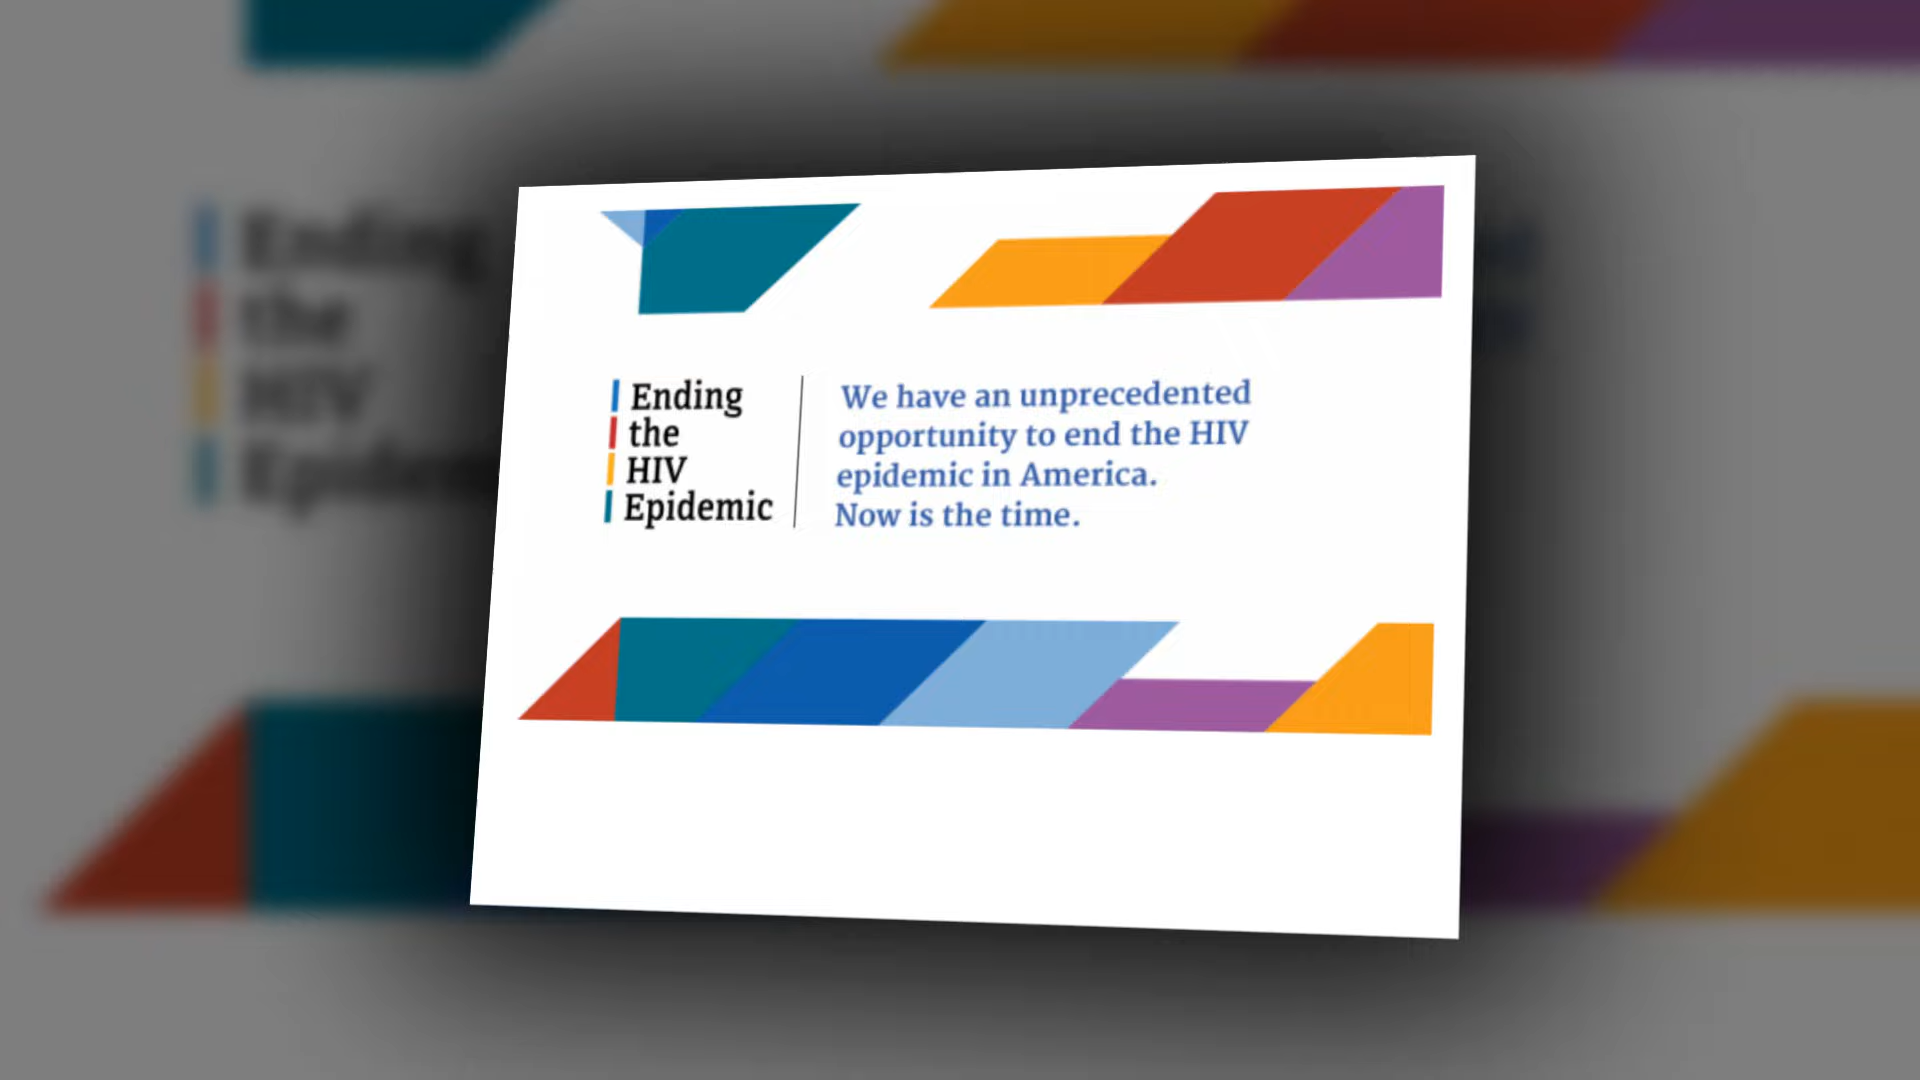 Ending
the
HIV
Epidemic
We have an unprecedented
opportunity to end the HIV
epidemic in America.
Now is the time.